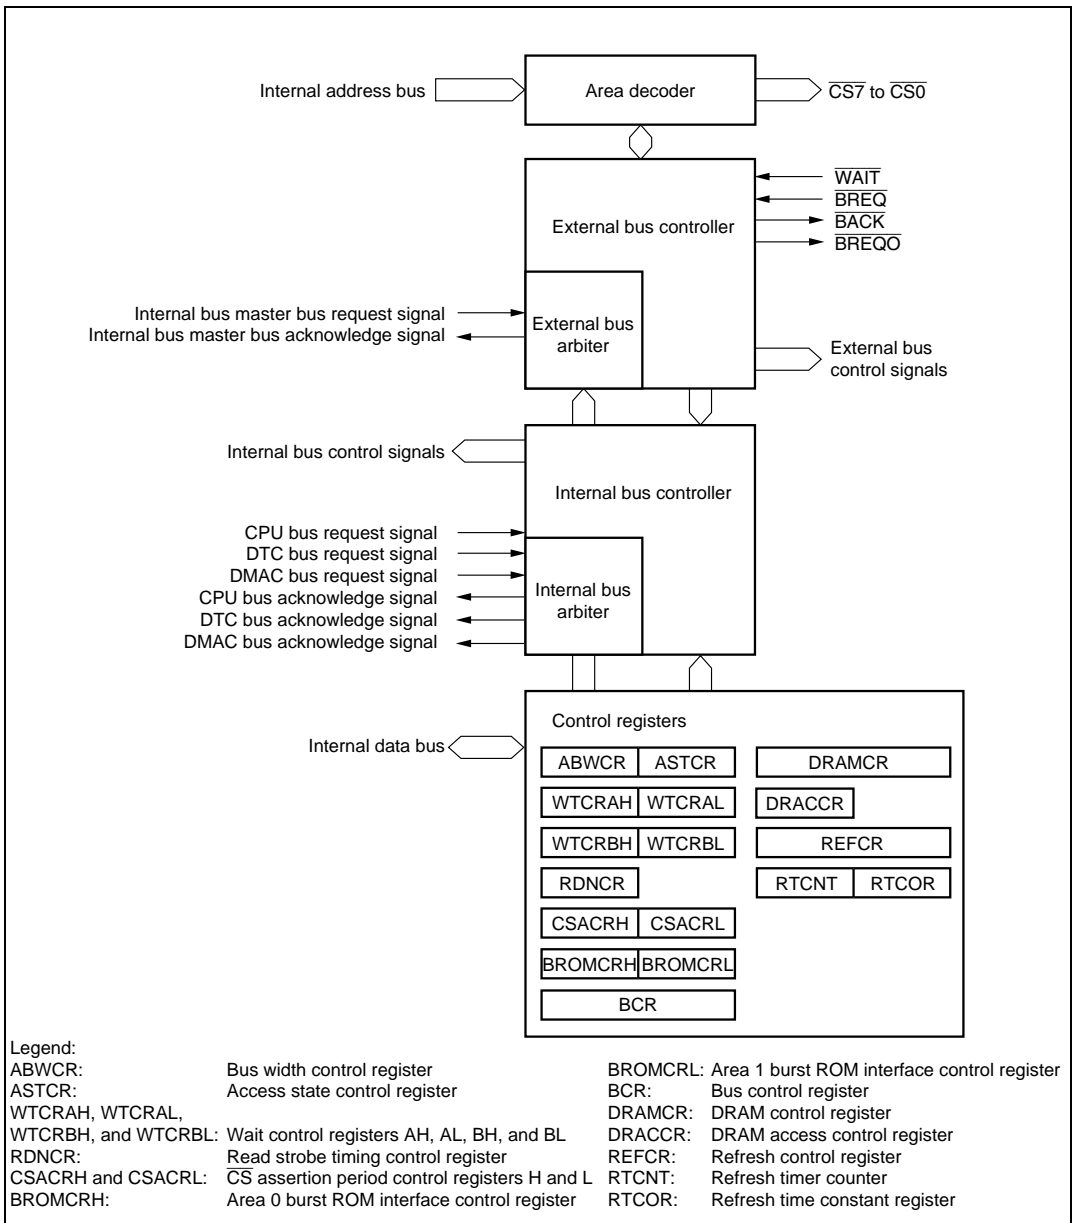 Internal address bus
Area decoder
CS7 to CS0
WAIT
BREQ
External bus controller
BACK
BREQO
Internal bus master bus request signal
Internal bus master bus acknowledge signal
External bus
arbiter
External bus
control signals
Internal bus control signals
Internal bus controller
CPU bus request signal
DTC bus request signal
DMAC bus request signal
CPU bus acknowledge signal
DTC bus acknowledge signal
DMAC bus acknowledge signal
Internal bus
arbiter
Control registers
Internal data bus
ABWCR ASTCR DRAMCR
WTCRAH WTCRAL DRACCR
WTCRBH WTCRBL REFCR
RDNCR RTCNT RTCOR
CSACRH CSACRL
BROMCRH BROMCRL
BCR
Legend:
ABWCR: Bus width control register
ASTCR: Access state control register
WTCRAH, WTCRAL,
WTCRBH, and WTCRBL: Wait control registers AH, AL, BH, and BL
RDNCR: Read strobe timing control register
CSACRH and CSACRL: CS assertion period control registers H and L
BROMCRH: Area 0 burst ROM interface control register
BROMCRL: Area 1 burst ROM interface control register
BCR: Bus control register
DRAMCR: DRAM control register
DRACCR: DRAM access control register
REFCR: Refresh control register
RTCNT: Refresh timer counter
RTCOR: Refresh time constant register